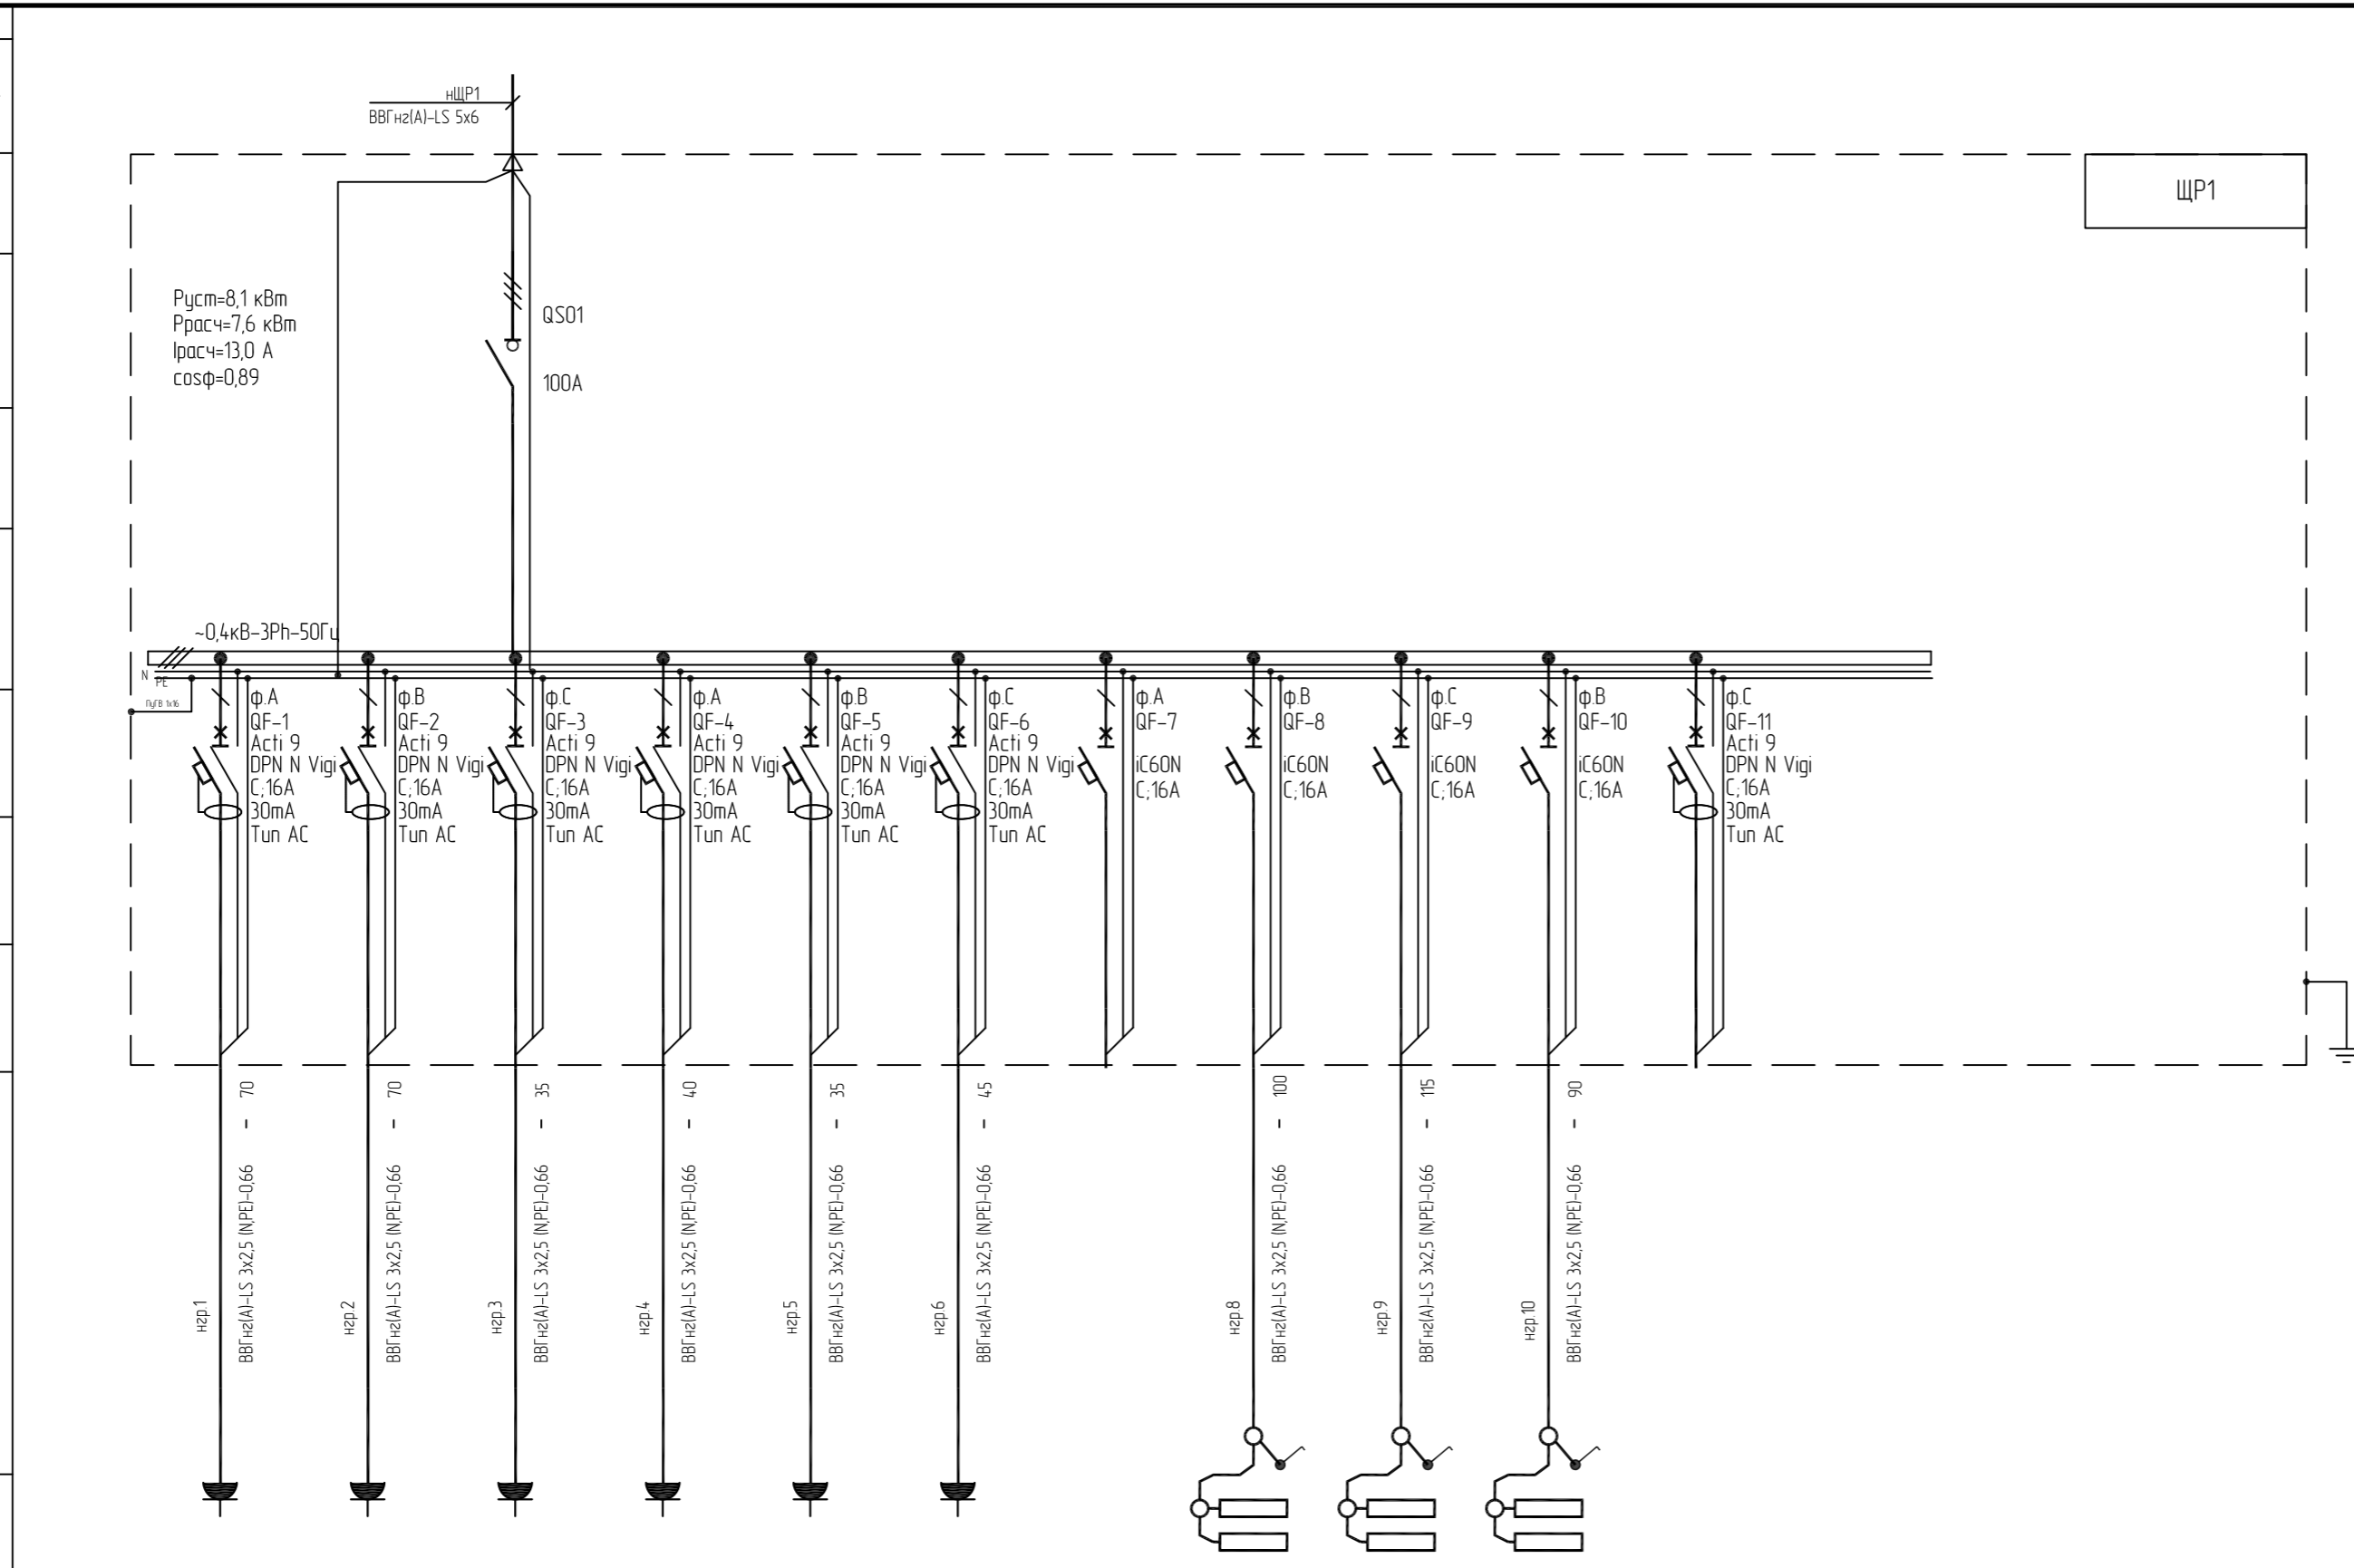 нЩР1
ВВГнг(А)-LS 5х6
ЩР1
Руст=8,1 кВт
Ррасч=7,6 кВт
Iрасч=13,0 А
cosφ=0,89
QS01
100А
~0,4кВ-3Ph-50Гц
N
PE
ПуГВ 1х16
ф.А
QF-1
Acti 9
DPN N Vigi
C;16A
30mA
Тип АС
ф.В
QF-2
Acti 9
DPN N Vigi
C;16A
30mA
Тип АС
ф.С
QF-3
Acti 9
DPN N Vigi
C;16A
30mA
Тип АС
ф.А
QF-4
Acti 9
DPN N Vigi
C;16A
30mA
Тип АС
ф.В
QF-5
Acti 9
DPN N Vigi
C;16A
30mA
Тип АС
ф.С
QF-6
Acti 9
DPN N Vigi
C;16A
30mA
Тип АС
ф.А
QF-7
iC60N
C;16A
ф.В
QF-8
iC60N
C;16A
ф.С
QF-9
iC60N
C;16A
ф.В
QF-10
iC60N
C;16A
ф.С
QF-11
Acti 9
DPN N Vigi
C;16A
30mA
Тип АС
нгр.1
ВВГнг(А)-LS 3х2,5 (N,PE)-0,66 - 70
нгр.2
ВВГнг(А)-LS 3х2,5 (N,PE)-0,66 - 70
нгр.3
ВВГнг(А)-LS 3х2,5 (N,PE)-0,66 - 35
нгр.4
ВВГнг(А)-LS 3х2,5 (N,PE)-0,66 - 40
нгр.5
ВВГнг(А)-LS 3х2,5 (N,PE)-0,66 - 35
нгр.6
ВВГнг(А)-LS 3х2,5 (N,PE)-0,66 - 45
нгр.8
ВВГнг(А)-LS 3х2,5 (N,PE)-0,66 - 100
нгр.9
ВВГнг(А)-LS 3х2,5 (N,PE)-0,66 - 115
нгр.10
ВВГнг(А)-LS 3х2,5 (N,PE)-0,66 - 90